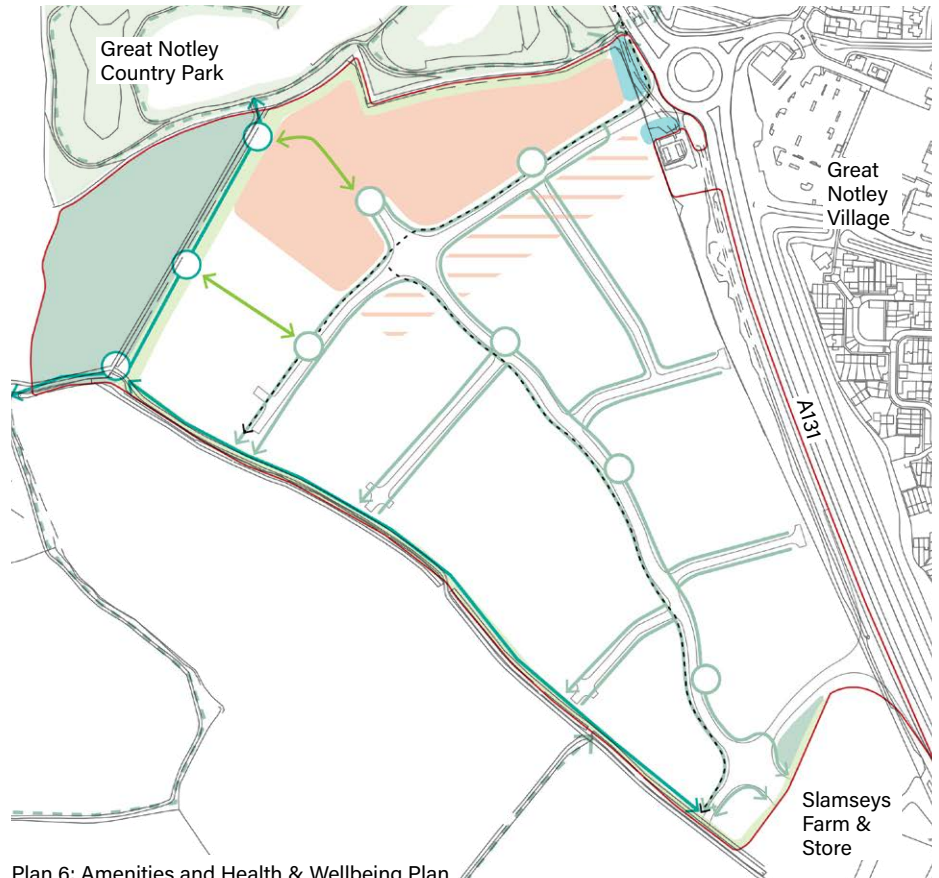 Great Notley
Country Park
Great
Notley
Village
A131
Slamseys
Farm &
Store
Plan 6: Amenities and Health & Wellbeing Plan